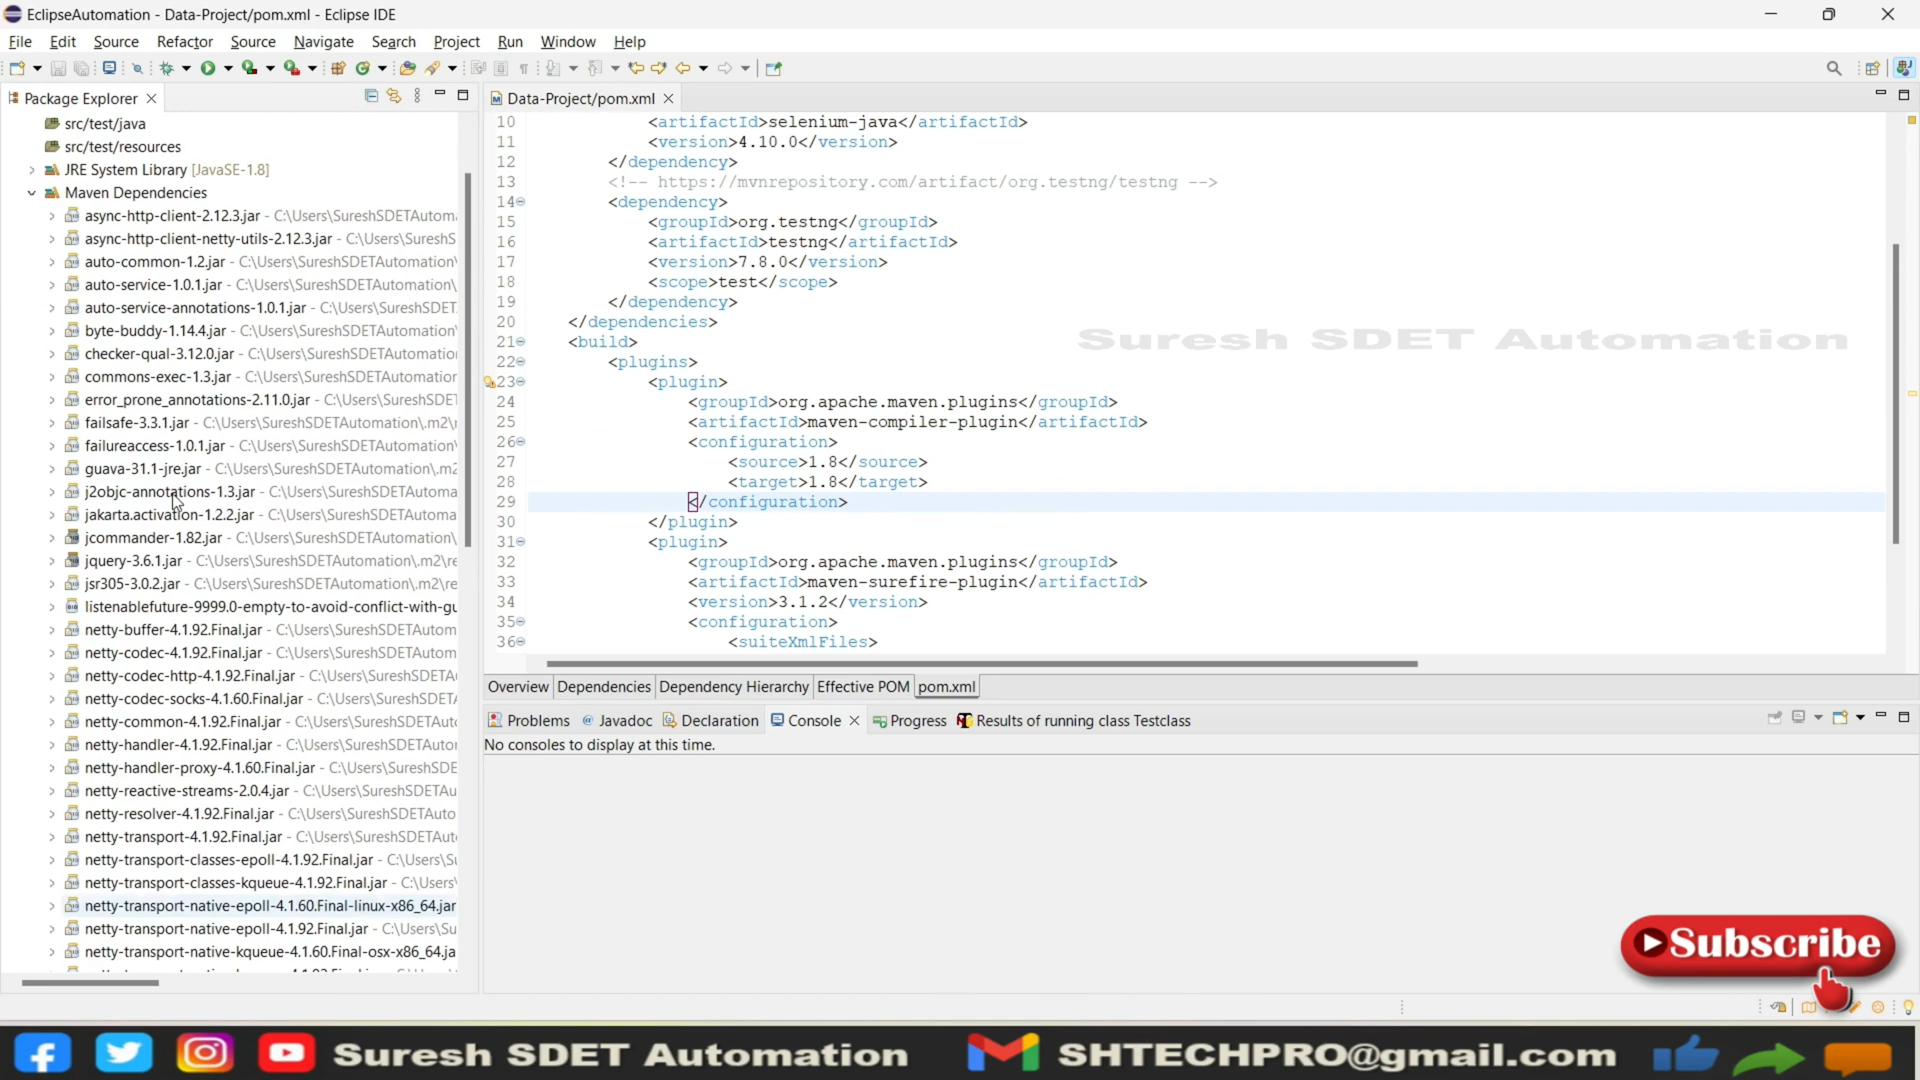 EclipseAutomation - Data-Project/pom.xml - Eclipse IDE
File Edit Source Refactor Source Navigate Search Project Run Window Help
Package Explorer
src/test/java
src/test/resources
JRE System Library [JavaSE-1.8]
Maven Dependencies
async-http-client-2.12.3.jar - C:\Users\SureshSDETAutom
async-http-client-netty-utils-2.12.3.jar - C:\Users\SureshS
auto-common-1.2.jar - C:\Users\SureshSDETAutomation\
auto-service-1.0.1.jar - C:\Users\SureshSDETAutomation\
auto-service-annotations-1.0.1.jar - C:\Users\SureshSDET
byte-buddy-1.14.4.jar - C:\Users\SureshSDETAutomation\
checker-qual-3.12.0.jar - C:\Users\SureshSDETAutomation
commons-exec-1.3.jar - C:\Users\SureshSDETAutomation
error_prone_annotations-2.11.0.jar - C:\Users\SureshSDET
failsafe-3.3.1.jar - C:\Users\SureshSDETAutomation\.m2\r
failureaccess-1.0.1.jar - C:\Users\SureshSDETAutomation\
guava-31.1-jre.jar - C:\Users\SureshSDETAutomation\.m2
j2objc-annotations-1.3.jar - C:\Users\SureshSDETAutoma
jakarta.activation-1.2.2.jar - C:\Users\SureshSDETAutoma
jcommander-1.82.jar - C:\Users\SureshSDETAutomation\
jquery-3.6.1.jar - C:\Users\SureshSDETAutomation\.m2\re
jsr305-3.0.2.jar - C:\Users\SureshSDETAutomation\.m2\re
listenablefuture-9999.0-empty-to-avoid-conflict-with-gu
netty-buffer-4.1.92.Final.jar - C:\Users\SureshSDETAutom
netty-codec-4.1.92.Final.jar - C:\Users\SureshSDETAutom
netty-codec-http-4.1.92.Final.jar - C:\Users\SureshSDETAu
netty-codec-socks-4.1.60.Final.jar - C:\Users\SureshSDETA
netty-common-4.1.92.Final.jar - C:\Users\SureshSDETAuto
netty-handler-4.1.92.Final.jar - C:\Users\SureshSDETAutor
netty-handler-proxy-4.1.60.Final.jar - C:\Users\SureshSDE
netty-reactive-streams-2.0.4.jar - C:\Users\SureshSDETAu
netty-resolver-4.1.92.Final.jar - C:\Users\SureshSDETAuto
netty-transport-4.1.92.Final.jar - C:\Users\SureshSDETAut
netty-transport-classes-epoll-4.1.92.Final.jar - C:\Users\Su
netty-transport-classes-kqueue-4.1.92.Final.jar - C:\Users\
netty-transport-native-epoll-4.1.60.Final-linux-x86_64.jar
netty-transport-native-epoll-4.1.92.Final.jar - C:\Users\Su
netty-transport-native-kqueue-4.1.60.Final-osx-x86_64.ja
Data-Project/pom.xml
10 <artifactId>selenium-java</artifactId>
11 <version>4.10.0</version>
12 </dependency>
13 <!-- https://mvnrepository.com/artifact/org.testng/testng -->
14 <dependency>
15 <groupId>org.testng</groupId>
16 <artifactId>testng</artifactId>
17 <version>7.8.0</version>
18 <scope>test</scope>
19 </dependency>
20 </dependencies>
21 <build>
Suresh SDET Automation
22 <plugins>
23 <plugin>
24 <groupId>org.apache.maven.plugins</groupId>
25 <artifactId>maven-compiler-plugin</artifactId>
26 <configuration>
27 <source>1.8</source>
28 <target>1.8</target>
29 </configuration>
30 </plugin>
31 <plugin>
32 <groupId>org.apache.maven.plugins</groupId>
33 <artifactId>maven-surefire-plugin</artifactId>
34 <version>3.1.2</version>
35 <configuration>
36 <suiteXmlFiles>
Overview Dependencies Dependency Hierarchy Effective POM pom.xml
Problems Javadoc Declaration Console Progress Results of running class Testclass
No consoles to display at this time.
Subscribe
Suresh SDET Automation SHTECHPRO@gmail.com